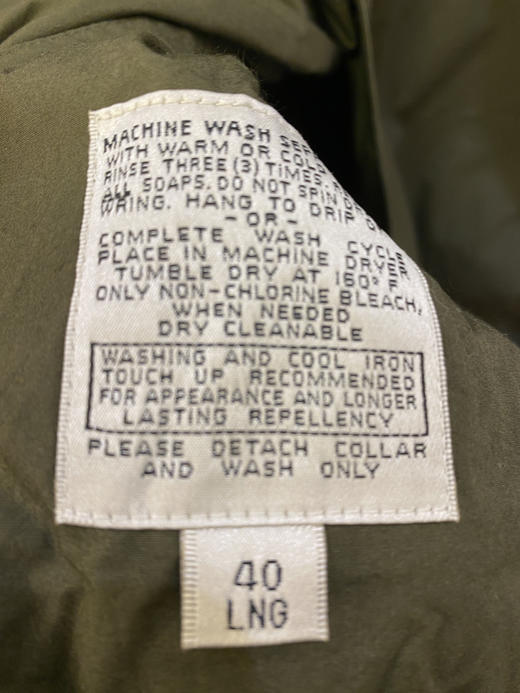 MACHINE WASH
WITH WARM OR COLD
RINSE THREE (3) TIMES.
ALL SOAPS. DO NOT SPIN
WRING. HANG TO DRIP
-OR-
COMPLETE WASH CYCLE
PLACE IN MACHINE DRYER
TUMBLE DRY AT 160° F
ONLY NON-CHLORINE BLEACH,
WHEN NEEDED
DRY CLEANABLE
WASHING AND COOL IRON
TOUCH UP RECOMMENDED
FOR APPEARANCE AND LONGER
LASTING REPELLENCY
PLEASE DETACH COLLAR
AND WASH ONLY
40
LNG